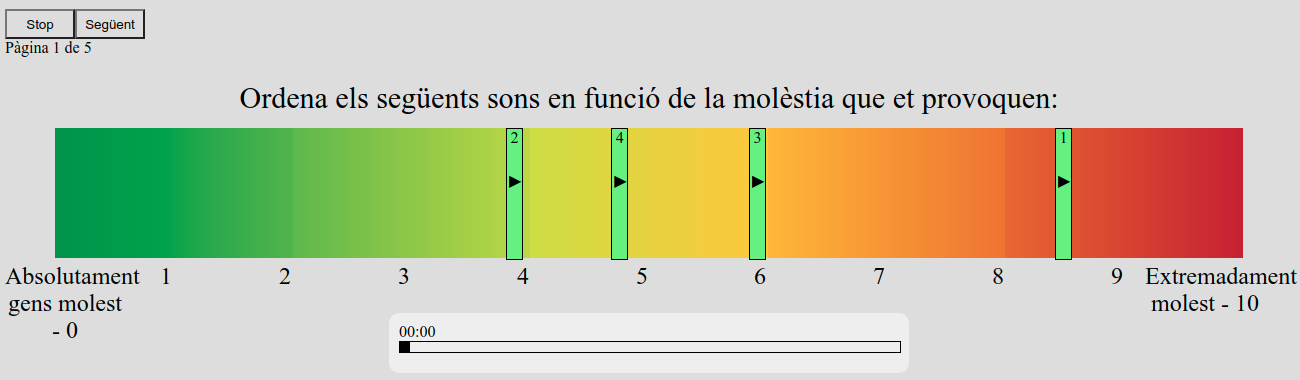 Stop Següent
Pàgina 1 de 5
Ordena els següents sons en funció de la molèstia que et provoquen:
2 4 3 1
Absolutament 1 2 3 4 5 6 7 8 9 Extremadament
gens molest molest - 10
- 0
00:00